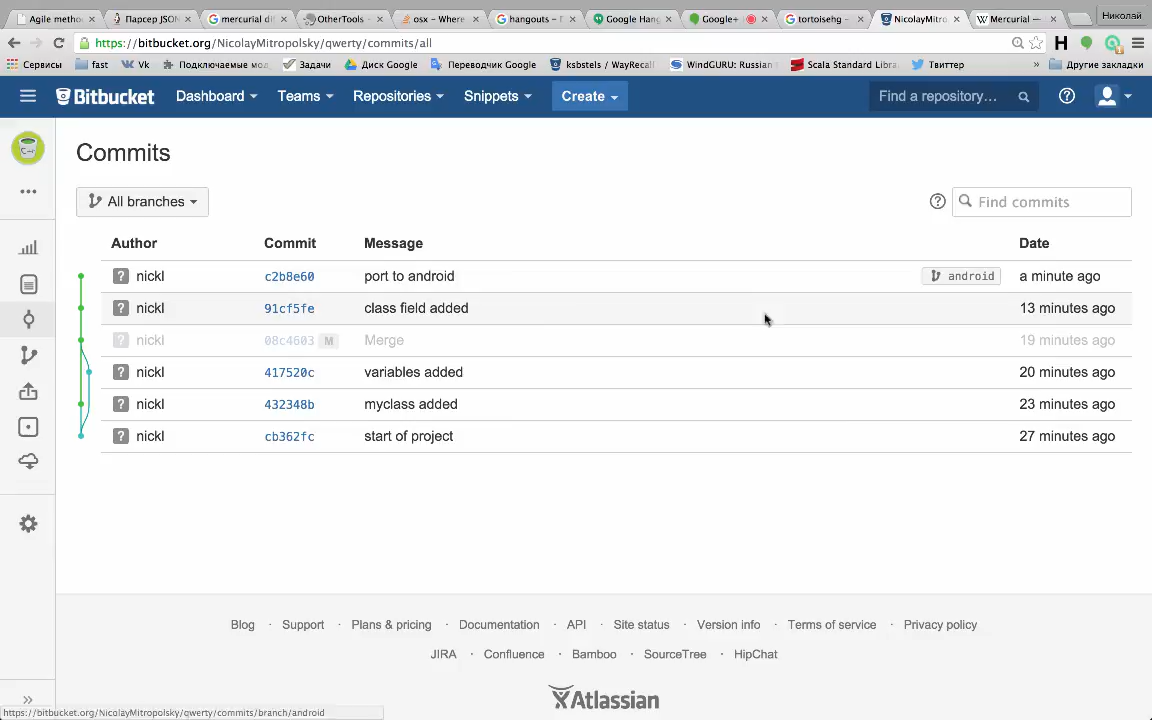 Agile metho
Парсер JSON
mercurial di
OtherTools -
osx - Where
hangouts - П
Google Han
Google+
tortoisehg -
NicolayMitro
Mercurial —
Николай
https://bitbucket.org/NicolayMitropolsky/qwerty/commits/all
Сервисы
fast
Vk
Подключаемые мод
Задачи
Диск Google
Переводчик Google
ksbstels / WayRecall
WindGURU: Russian
Scala Standard Libra
Твиттер
»
Другие закладки
Bitbucket
Dashboard
Teams
Repositories
Snippets
Create
Find a repository...
Commits
All branches
Find commits
Author Commit Message Date
nickl c2b8e60 port to android android a minute ago
nickl 91cf5fe class field added 13 minutes ago
nickl 08c4603 M Merge 19 minutes ago
nickl 417520c variables added 20 minutes ago
nickl 432348b myclass added 23 minutes ago
nickl cb362fc start of project 27 minutes ago
Blog · Support · Plans & pricing · Documentation · API · Site status · Version info · Terms of service · Privacy policy
JIRA · Confluence · Bamboo · SourceTree · HipChat
Atlassian
https://bitbucket.org/NicolayMitropolsky/qwerty/commits/branch/android